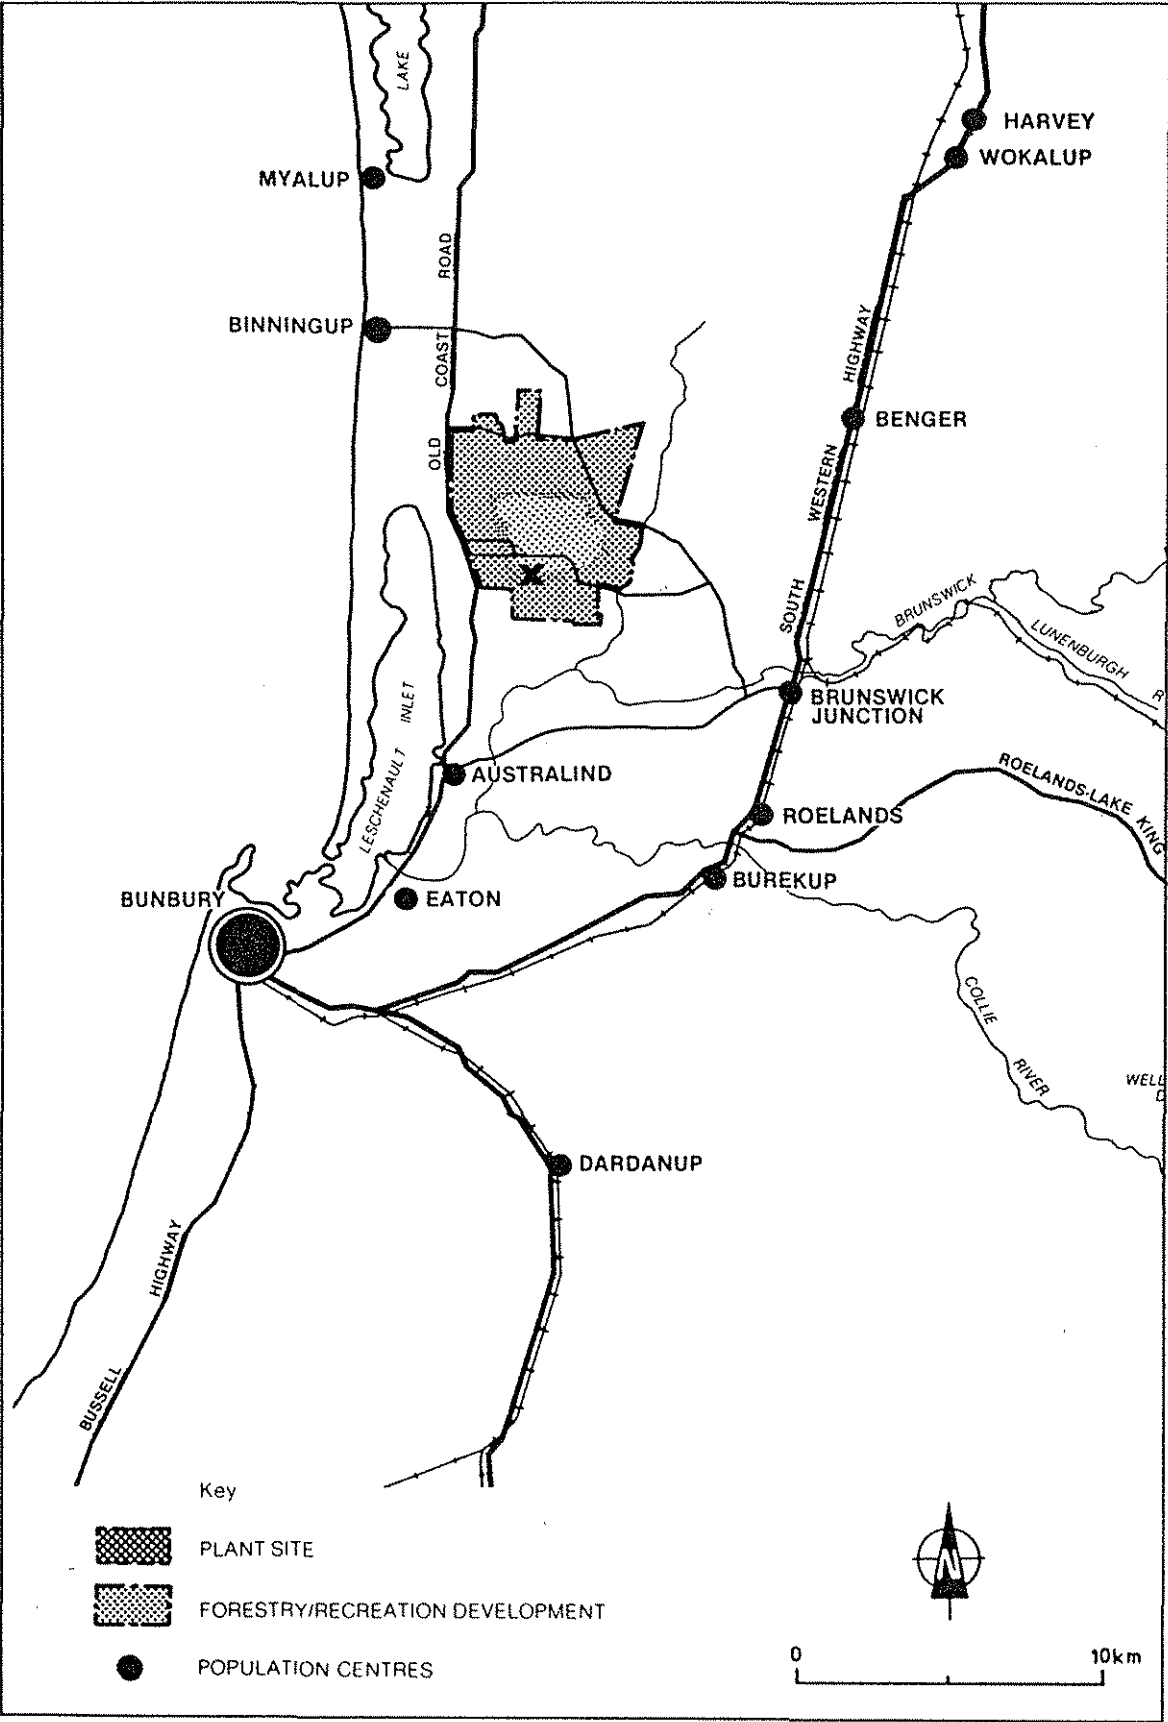 LAKE
HARVEY
WOKALUP
MYALUP
ROAD
BINNINGUP
COAST
HIGHWAY
BENGER
OLD
WESTERN
X
SOUTH
BRUNSWICK
LUNENBURGH
R
BRUNSWICK
JUNCTION
LESCHENAULT INLET
AUSTRALIND
ROELANDS-LAKE KING
ROELANDS
BUREKUP
BUNBURY
EATON
COLLIE
RIVER
WELL
D
DARDANUP
HIGHWAY
BUSSELL
Key
PLANT SITE
FORESTRY/RECREATION DEVELOPMENT
POPULATION CENTRES
N
0 10km